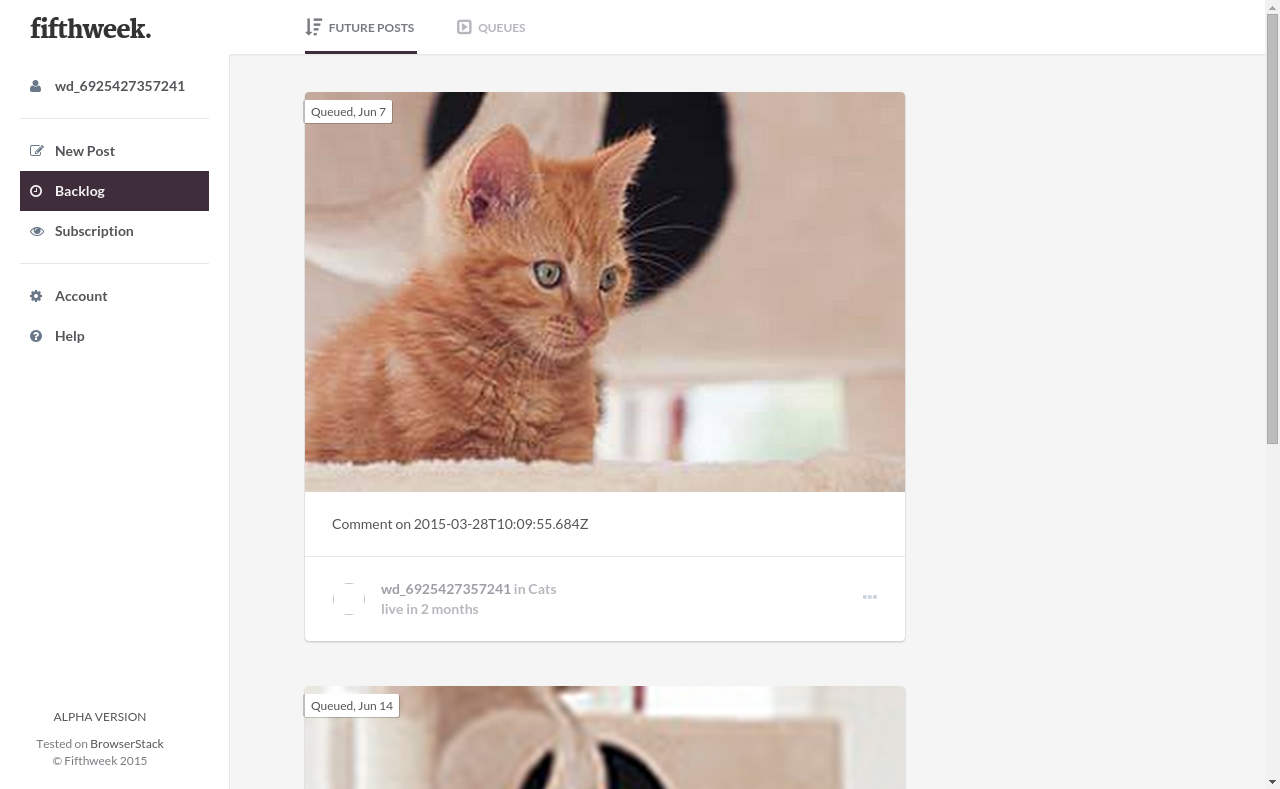 fifthweek.
wd_6925427357241
New Post
Backlog
Subscription
Account
Help
ALPHA VERSION
Tested on BrowserStack
© Fifthweek 2015
FUTURE POSTS
QUEUES
Queued, Jun 7
Comment on 2015-03-28T10:09:55.684Z
wd_6925427357241 in Cats
live in 2 months
Queued, Jun 14